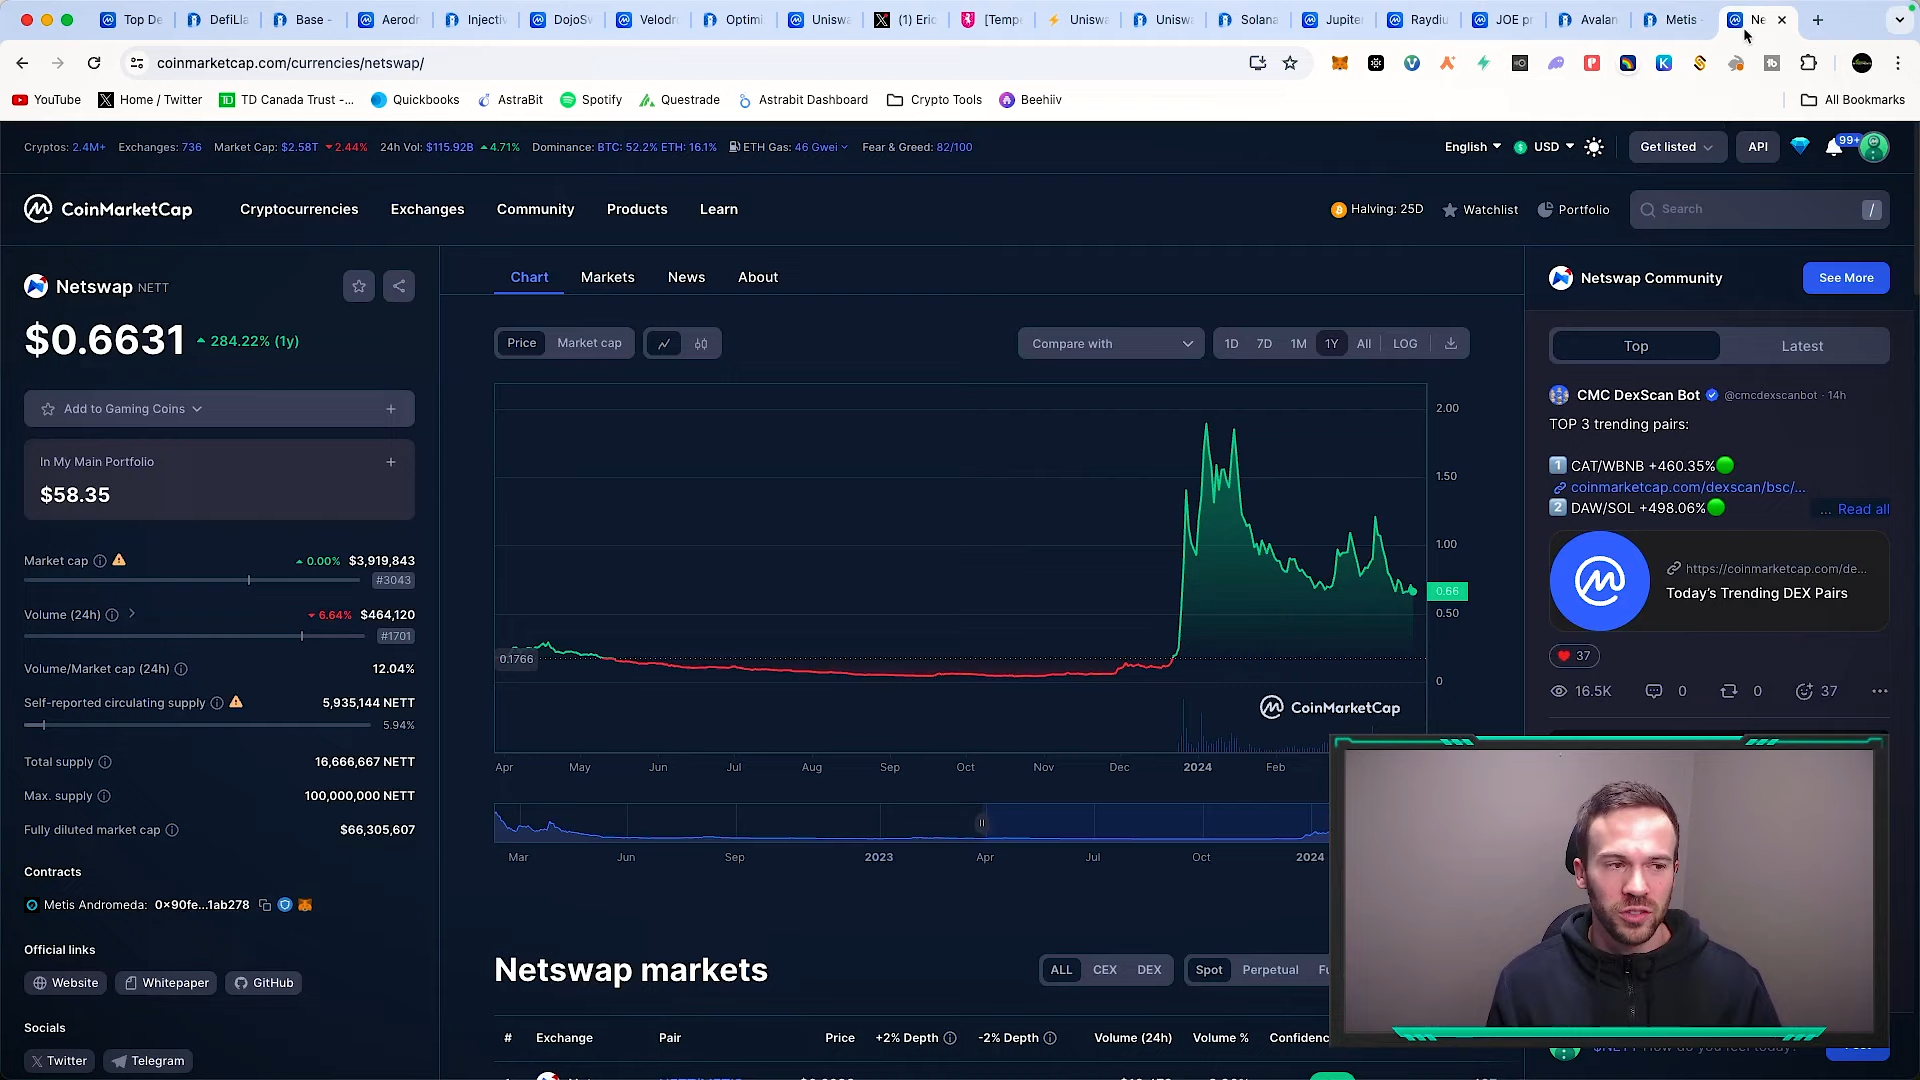 Top De
DefiLla
Base -
Aerodr
Injectiv
DojoSw
Velodr
Optimi
Uniswa
(1) Eric
[Tempe
Uniswa
Uniswa
Solana
Jupiter
Raydiu
JOE pr
Avalan
Metis -
Ne
coinmarketcap.com/currencies/netswap/
YouTube
Home / Twitter
TD Canada Trust -...
Quickbooks
AstraBit
Spotify
Questrade
Astrabit Dashboard
Crypto Tools
Beehiiv
All Bookmarks
Cryptos: 2.4M+ Exchanges: 736 Market Cap: $2.58T 2.44% 24h Vol: $115.92B 4.71% Dominance: BTC: 52.2% ETH: 16.1% ETH Gas: 46 Gwei Fear & Greed: 82/100
English
USD
Get listed
API
99+
CoinMarketCap
Cryptocurrencies
Exchanges
Community
Products
Learn
Halving: 25D
Watchlist
Portfolio
Search
/
Netswap NETT
$0.6631 284.22% (1y)
Add to Gaming Coins
In My Main Portfolio
$58.35
Market cap 0.00% $3,919,843
#3043
Volume (24h) 6.64% $464,120
#1701
Volume/Market cap (24h) 12.04%
Self-reported circulating supply 5,935,144 NETT
5.94%
Total supply 16,666,667 NETT
Max. supply 100,000,000 NETT
Fully diluted market cap $66,305,607
Contracts
Metis Andromeda: 0x90fe...1ab278
Official links
Website
Whitepaper
GitHub
Socials
Twitter
Telegram
Chart
Markets
News
About
Price
Market cap
Compare with
1D 7D 1M 1Y All LOG
2.00
1.50
1.00
0.66
0.50
0
0.1766
CoinMarketCap
Apr May Jun Jul Aug Sep Oct Nov Dec 2024 Feb
Mar Jun Sep 2023 Apr Jul Oct 2024
Netswap markets
ALL CEX DEX
Spot Perpetual Fu
# Exchange Pair Price +2% Depth -2% Depth Volume (24h) Volume % Confidenc
Netswap Community
See More
Top
Latest
CMC DexScan Bot @cmcdexscanbot · 14h
TOP 3 trending pairs:
1 CAT/WBNB +460.35%
coinmarketcap.com/dexscan/bsc/...
2 DAW/SOL +498.06%
... Read all
https://coinmarketcap.com/de...
Today's Trending DEX Pairs
37
16.5K
0
0
37